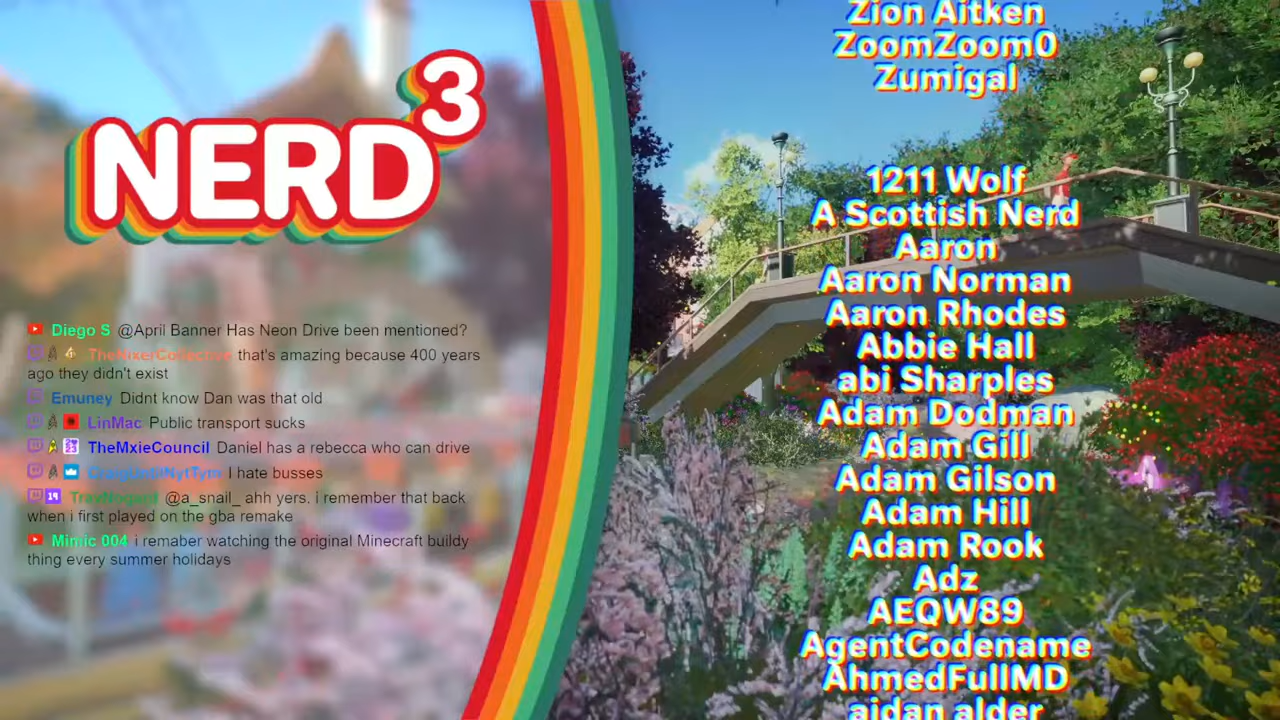 NERD³
Diego S @April Banner Has Neon Drive been mentioned?
TheNixerCollective that's amazing because 400 years
ago they didn't exist
Emuney Didnt know Dan was that old
LinMac Public transport sucks
TheMxieCouncil Daniel has a rebecca who can drive
I hate busses
TravNogard @a_snail_ ahh yers. i remember that back
when i first played on the gba remake
Mimic 004 i remaber watching the original Minecraft buildy
thing every summer holidays
Zion Aitken
ZoomZoom0
Zumigal
1211 Wolf
A Scottish Nerd
Aaron
Aaron Norman
Aaron Rhodes
Abbie Hall
abi Sharples
Adam Dodman
Adam Gill
Adam Gilson
Adam Hill
Adam Rook
Adz
AEQW89
AgentCodename
AhmedFullMD
aidan alder